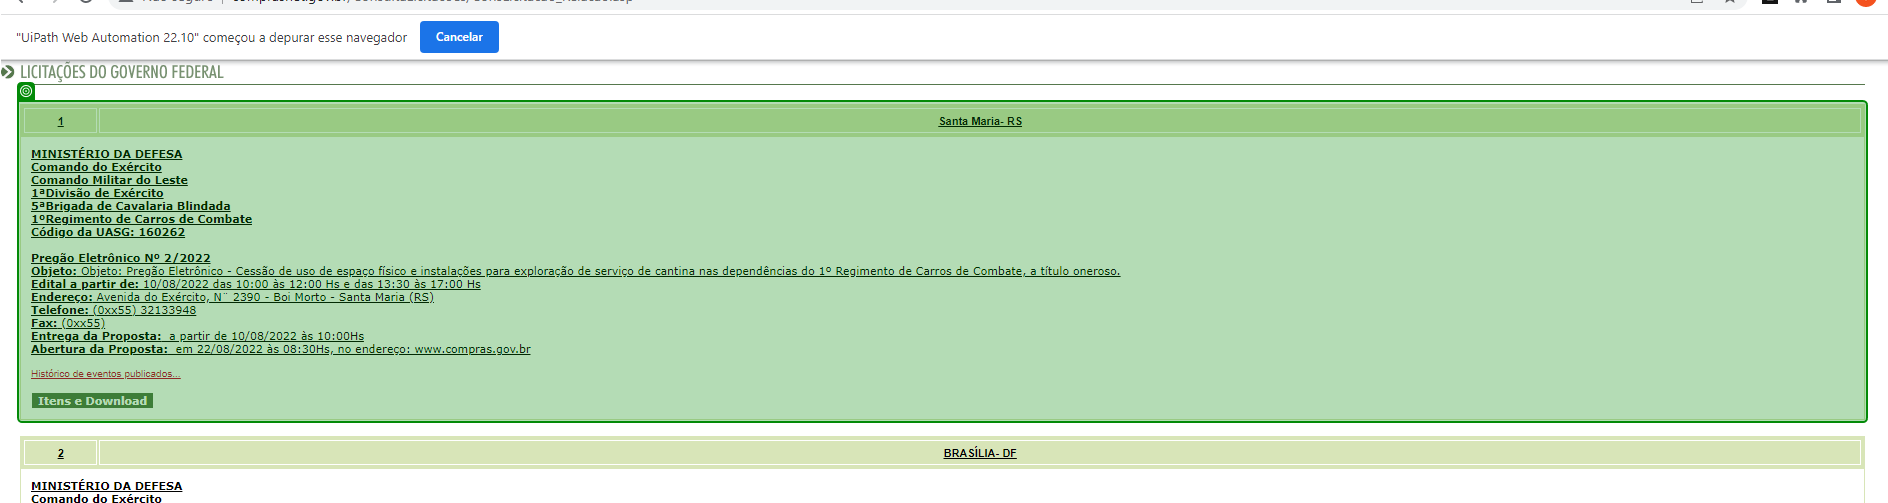 "UiPath Web Automation 22.10" começou a depurar esse navegador Cancelar
LICITAÇÕES DO GOVERNO FEDERAL
1 Santa Maria- RS
MINISTÉRIO DA DEFESA
Comando do Exército
Comando Militar do Leste
1ªDivisão de Exército
5ªBrigada de Cavalaria Blindada
1ºRegimento de Carros de Combate
Código da UASG: 160262
Pregão Eletrônico Nº 2/2022
Objeto: Objeto: Pregão Eletrônico - Cessão de uso de espaço físico e instalações para exploração de serviço de cantina nas dependências do 1º Regimento de Carros de Combate, a título oneroso.
Edital a partir de: 10/08/2022 das 10:00 às 12:00 Hs e das 13:30 às 17:00 Hs
Endereço: Avenida do Exército, N¨ 2390 - Boi Morto - Santa Maria (RS)
Telefone: (0xx55) 32133948
Fax: (0xx55)
Entrega da Proposta: a partir de 10/08/2022 às 10:00Hs
Abertura da Proposta: em 22/08/2022 às 08:30Hs, no endereço: www.compras.gov.br
Histórico de eventos publicados...
Itens e Download
2 BRASÍLIA- DF
MINISTÉRIO DA DEFESA
Comando do Exército